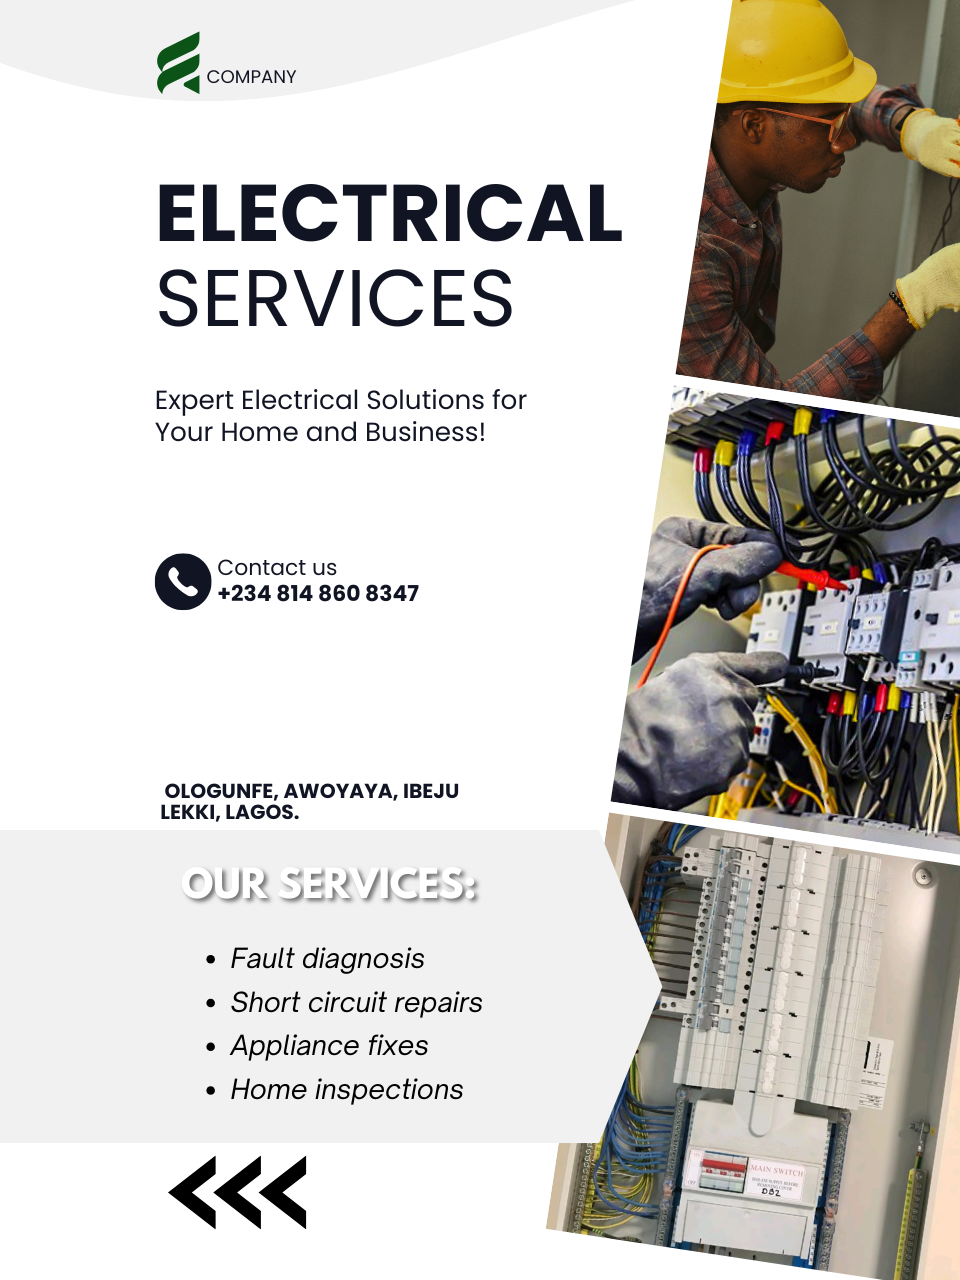 COMPANY
ELECTRICAL
SERVICES
Expert Electrical Solutions for
Your Home and Business!
Contact us
+234 814 860 8347
OLOGUNFE, AWOYAYA, IBEJU
LEKKI, LAGOS.
OUR SERVICES:
• Fault diagnosis
• Short circuit repairs
• Appliance fixes
• Home inspections
MAIN SWITCH
DB2